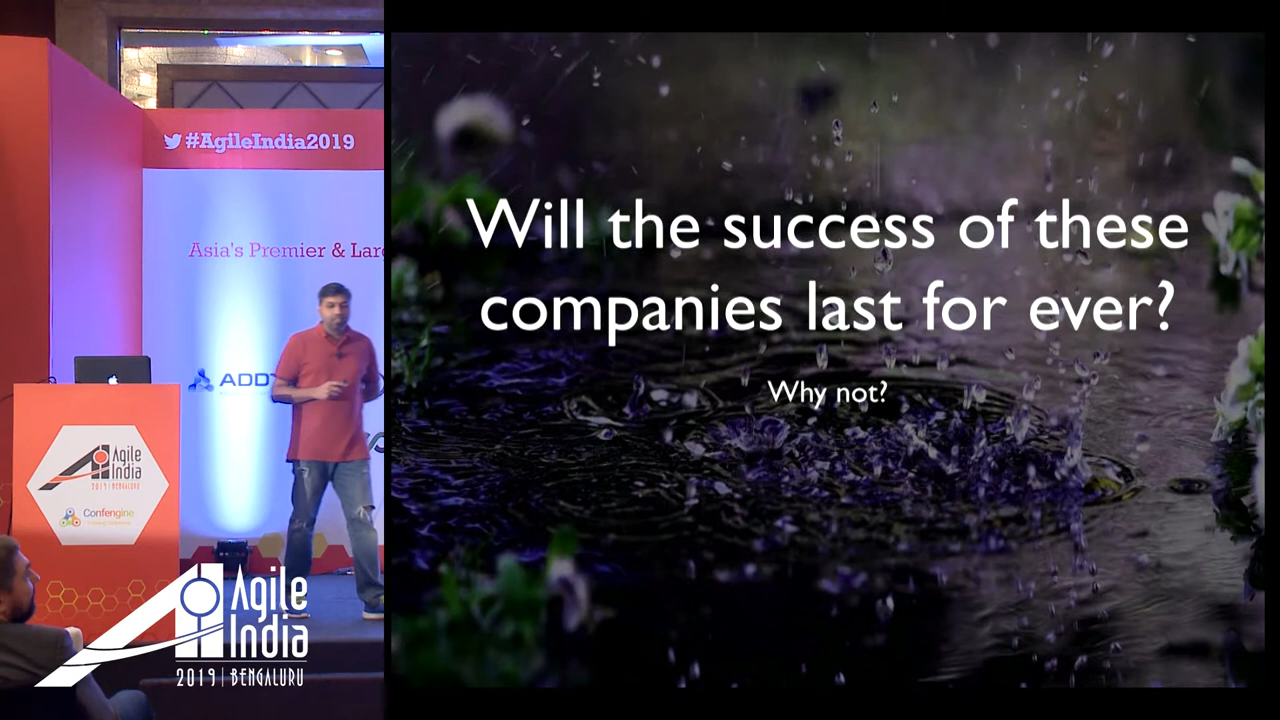 #AgileIndia2019
Asia's Premier &
ADD
Agile
India
2019 | BENGALURU
Confengine
Agile
India
2019 | BENGALURU
Will the success of these
companies last for ever?
Why not?